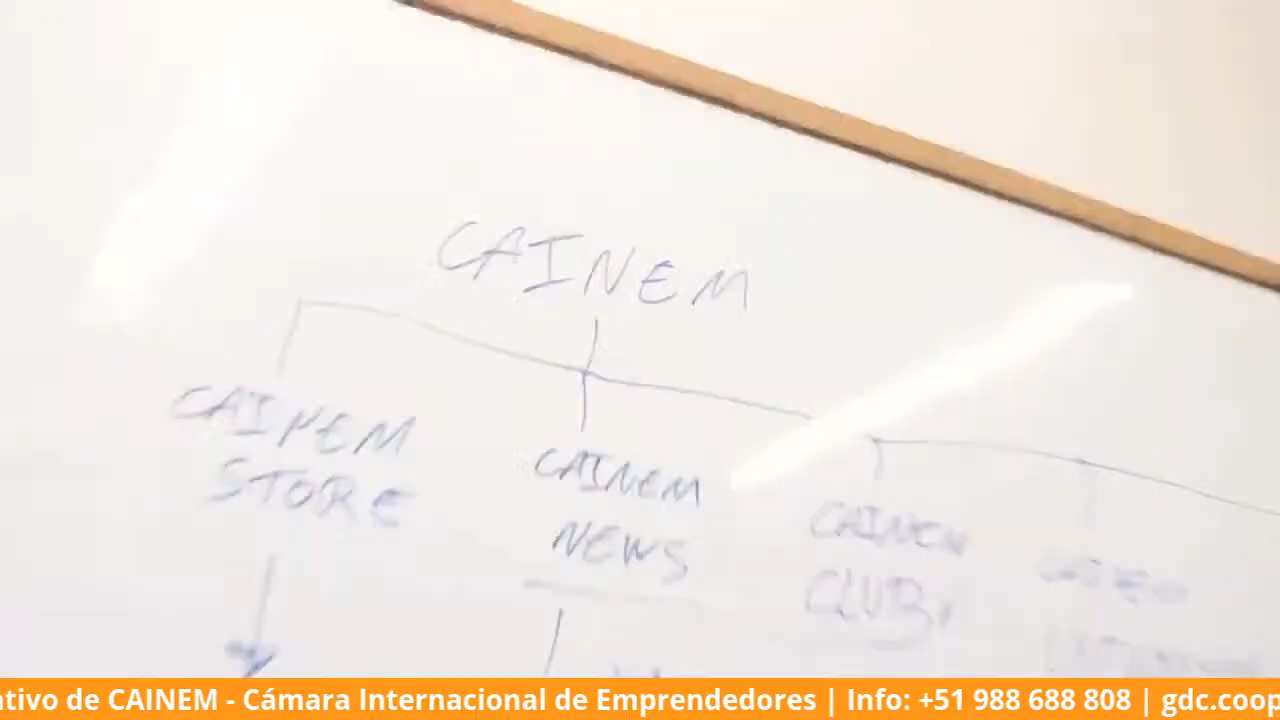 CAINEM
CAINEM
STORE
CAINEM
NEWS
CAINEM
CLUB
CAINEM
ativo de CAINEM - Cámara Internacional de Emprendedores | Info: +51 988 688 808 | gdc.coop